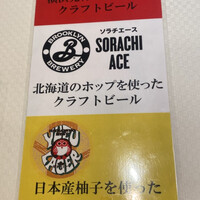 クラフトビール
BROOKLYN
BREWERY
ソラチエース
SORACHI
ACE
北海道のホップを使った
クラフトビール
YUZU
LAGER
日本産柚子を使った